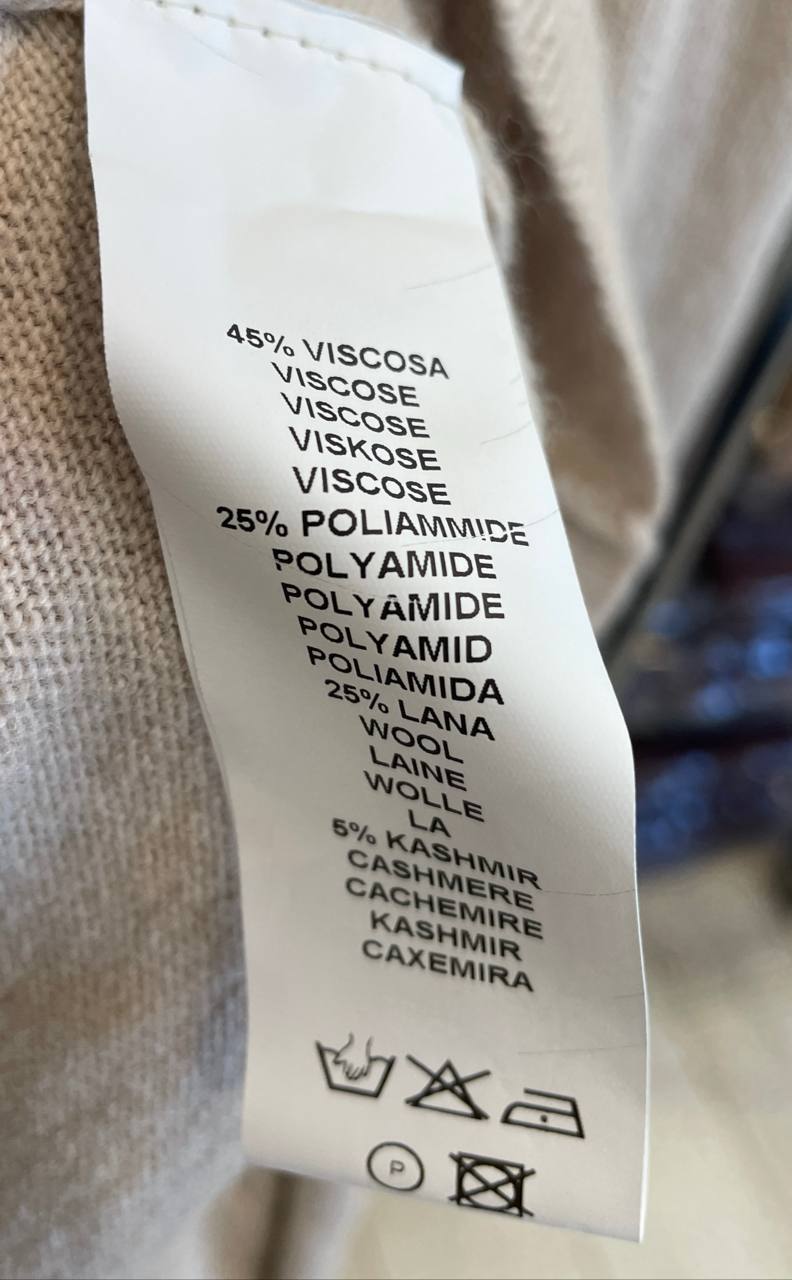 45% VISCOSA
VISCOSE
VISCOSE
VISKOSE
VISCOSE
25% POLIAMMIDE
POLYAMIDE
POLYAMIDE
POLYAMID
POLIAMIDA
25% LANA
WOOL
LAINE
WOLLE
LA
5% KASHMIR
CASHMERE
CACHEMIRE
KASHMIR
CAXEMIRA
P